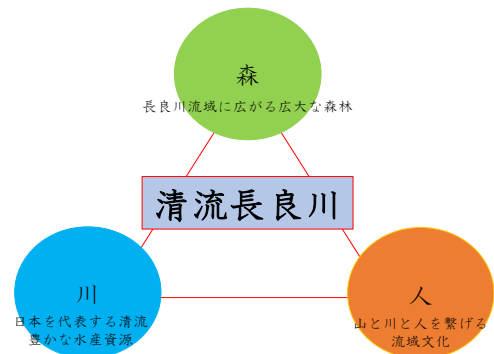 森
長良川流域に広がる広大な森林
清流長良川
川
日本を代表する清流
豊かな水産資源
人
山と川と人を繋げる
流域文化